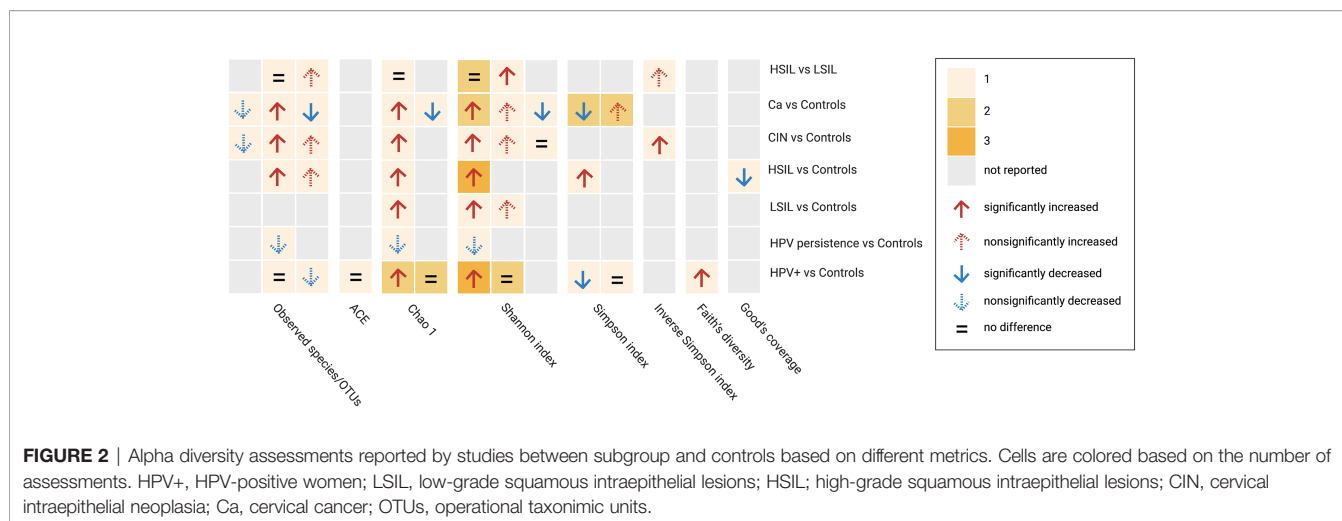 HSIL vs LSIL
Ca vs Controls
CIN vs Controls
HSIL vs Controls
LSIL vs Controls
HPV persistence vs Controls
HPV+ vs Controls
Observed species/OTUs
ACE
Chao 1
Shannon index
Simpson index
Inverse Simpson index
Faith's diversity
Good's coverage
1
2
3
not reported
significantly increased
nonsignificantly increased
significantly decreased
nonsignificantly decreased
= no difference
FIGURE 2 | Alpha diversity assessments reported by studies between subgroup and controls based on different metrics. Cells are colored based on the number of
assessments. HPV+, HPV-positive women; LSIL, low-grade squamous intraepithelial lesions; HSIL; high-grade squamous intraepithelial lesions; CIN, cervical
intraepithelial neoplasia; Ca, cervical cancer; OTUs, operational taxonimic units.